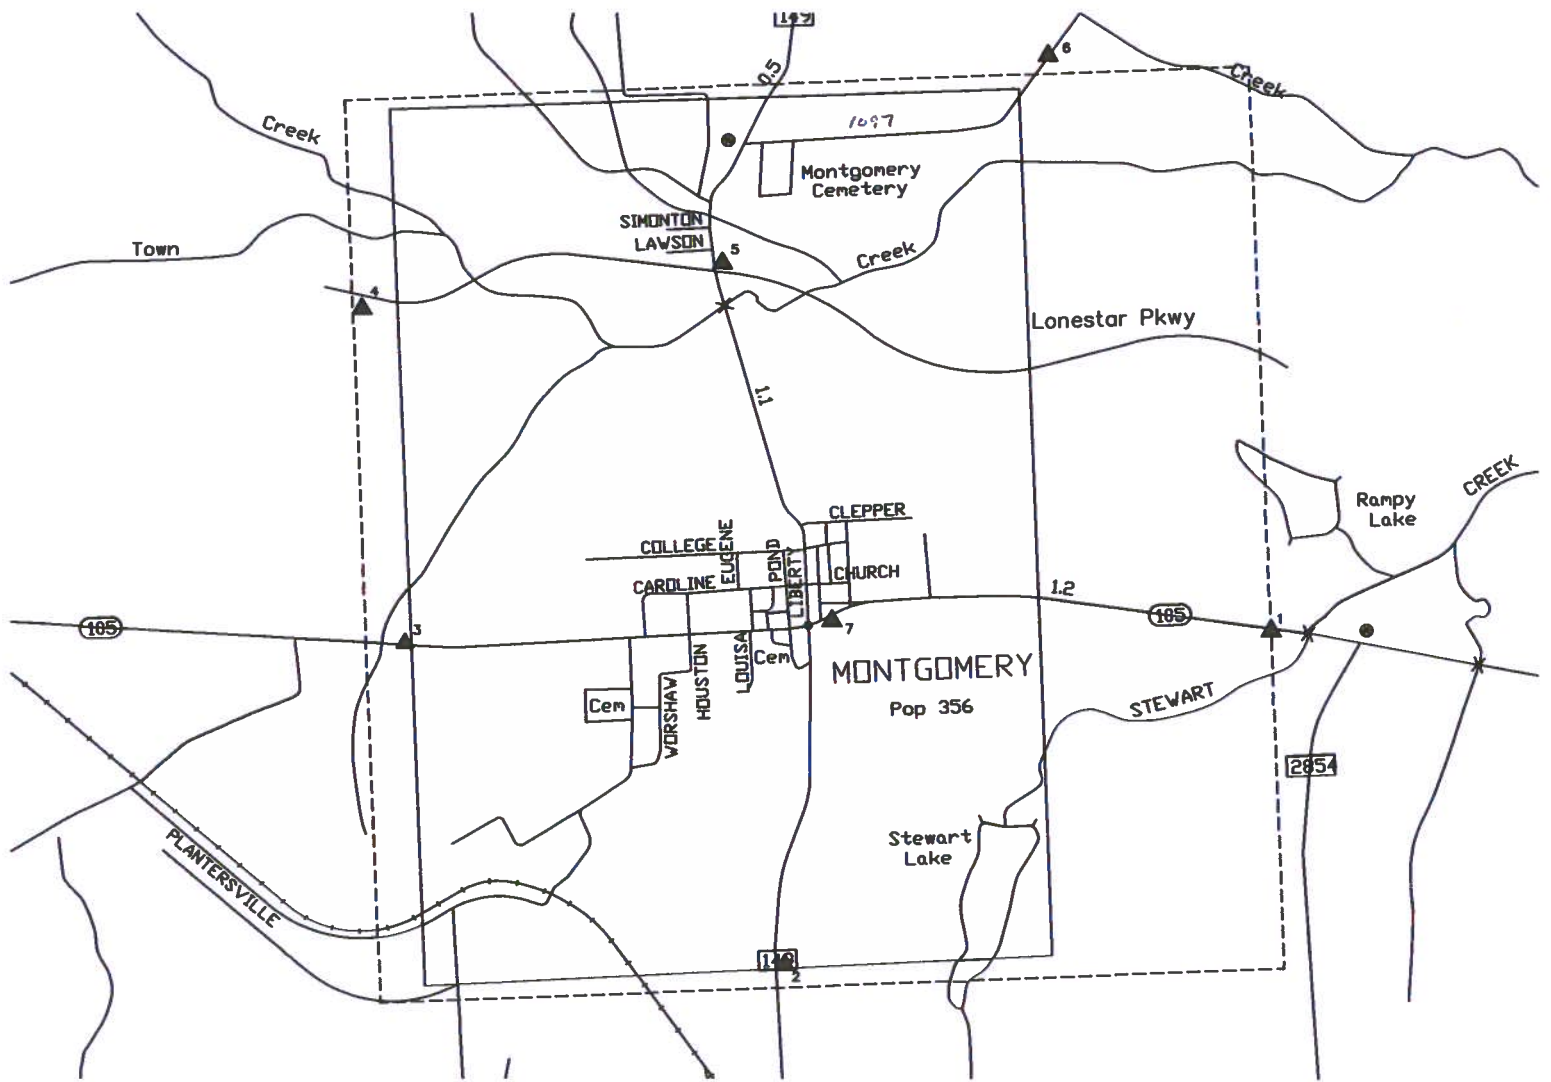 149
0.5
6
Creek
Creek
1097
Montgomery
Cemetery
SIMONTON
LAWSON
5
Town
Creek
4
Lonestar Pkwy
1.1
Rampy
Lake
CREEK
CLEPPER
COLLEGE
EUGENE
POND
LIBERTY
CHURCH
CAROLINE
1.2
105
3
7
105
1
LOUISA
Cem
HOUSTON
MONTGOMERY
Pop 356
Cem
WORSHAW
STEWART
2854
PLANTERSVILLE
Stewart
Lake
149
2